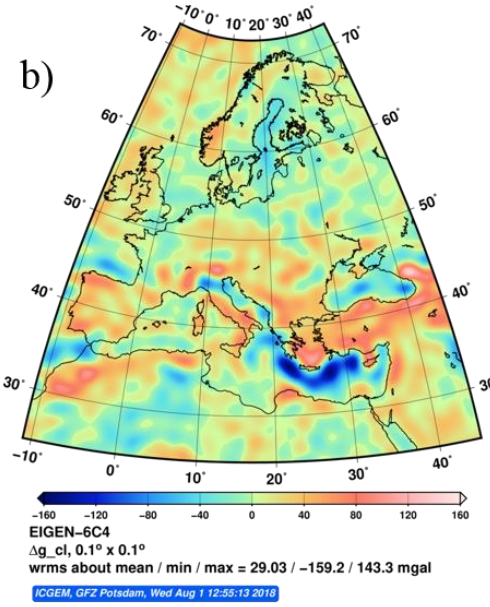 −10° 0° 10° 20° 30° 40°
70° 70°
b)
60° 60°
50° 50°
40° 40°
30° 30
−10° 0° 10° 20° 30° 40°
−160 −120 −80 −40 0 40 80 120 160
EIGEN−6C4
Δg_cl, 0.1° x 0.1°
wrms about mean / min / max = 29.03 / −159.2 / 143.3 mgal
ICGEM, GFZ Potsdam, Wed Aug 1 12:55:13 2018